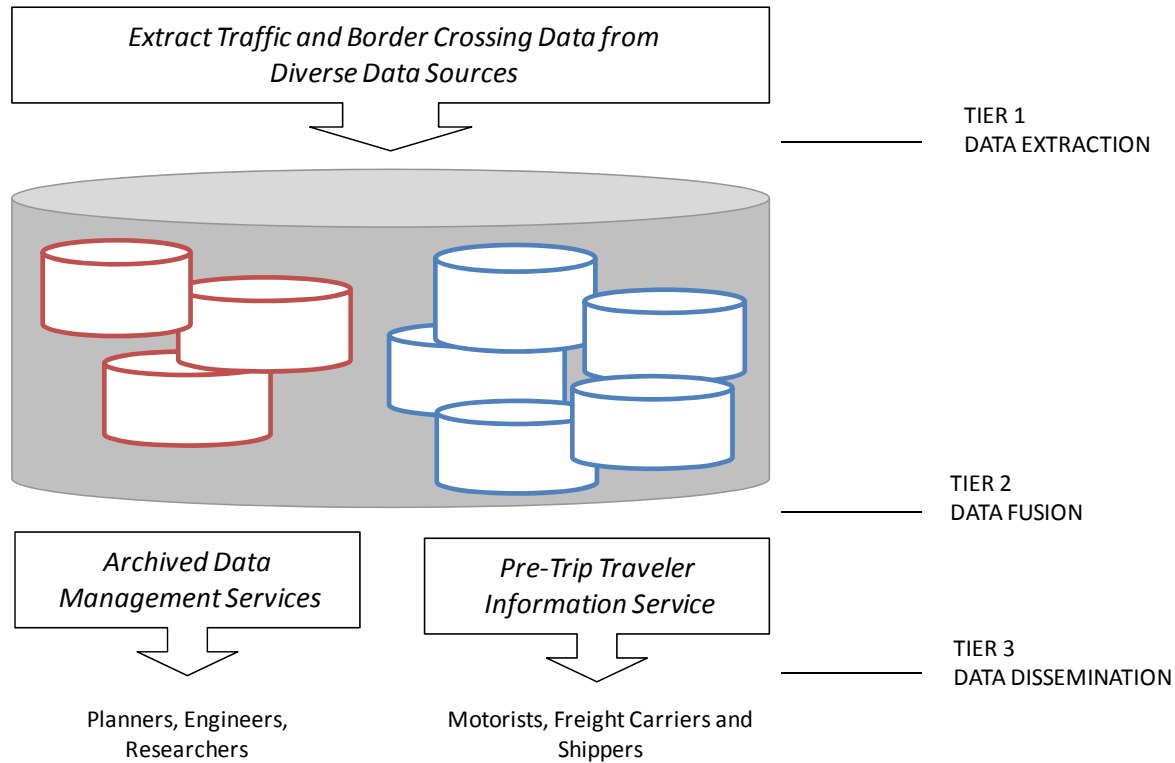 Extract Traffic and Border Crossing Data from
Diverse Data Sources
TIER 1
DATA EXTRACTION
TIER 2
DATA FUSION
Archived Data
Management Services
Pre-Trip Traveler
Information Service
TIER 3
DATA DISSEMINATION
Planners, Engineers,
Researchers
Motorists, Freight Carriers and
Shippers